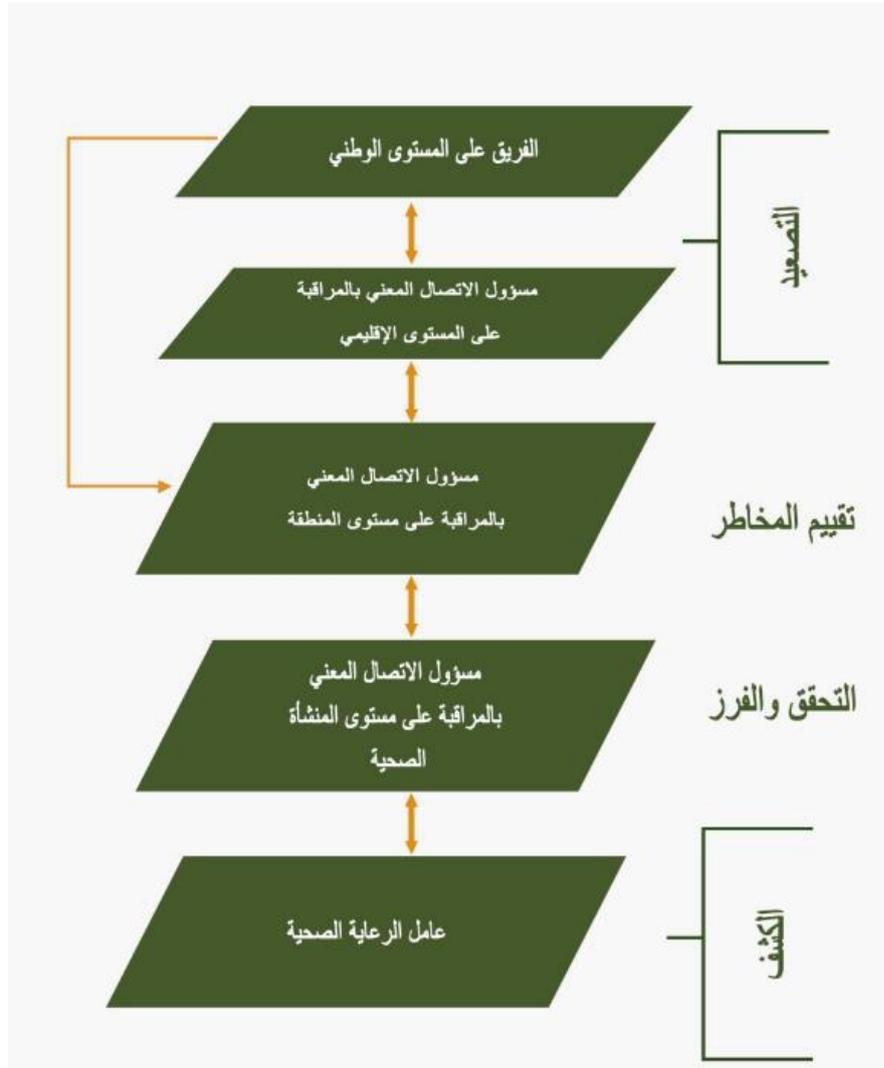 الفريق على المستوى الوطني
التصعيد
مسؤول الاتصال المعني بالمراقبة
على المستوى الإقليمي
مسؤول الاتصال المعني
بالمراقبة على مستوى المنطقة
تقييم المخاطر
مسؤول الاتصال المعني
بالمراقبة على مستوى المنشأة
الصحية
التحقق والفرز
عامل الرعاية الصحية
الكشف